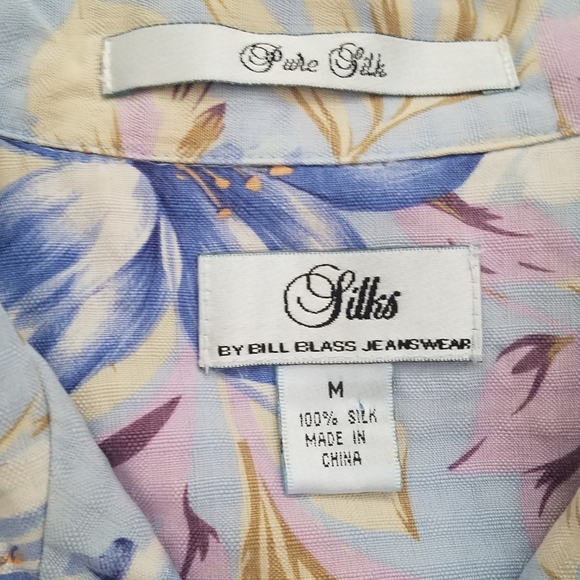 Pure Silk
Silks
BY BILL BLASS JEANSWEAR
M
100% SILK
MADE IN
CHINA